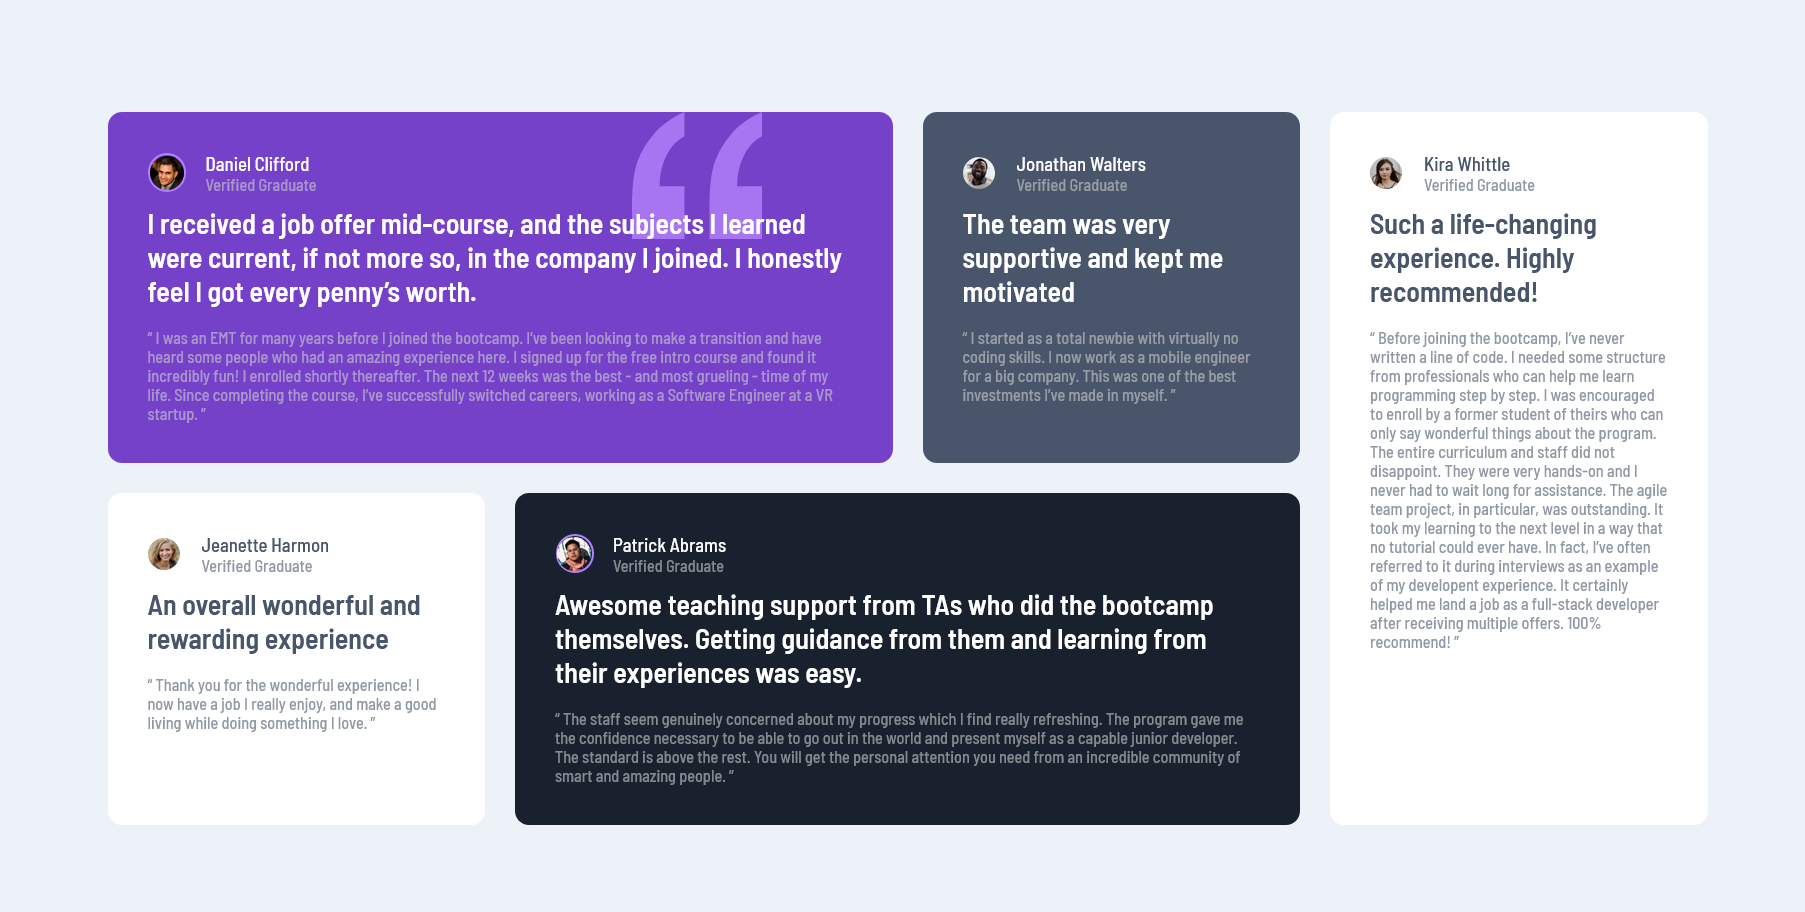 Daniel Clifford
Verified Graduate
I received a job offer mid-course, and the subjects I learned
were current, if not more so, in the company I joined. I honestly
feel I got every penny’s worth.
“ I was an EMT for many years before I joined the bootcamp. I’ve been looking to make a transition and have
heard some people who had an amazing experience here. I signed up for the free intro course and found it
incredibly fun! I enrolled shortly thereafter. The next 12 weeks was the best - and most grueling - time of my
life. Since completing the course, I’ve successfully switched careers, working as a Software Engineer at a VR
startup. ”
Jonathan Walters
Verified Graduate
The team was very
supportive and kept me
motivated
“ I started as a total newbie with virtually no
coding skills. I now work as a mobile engineer
for a big company. This was one of the best
investments I’ve made in myself. ”
Kira Whittle
Verified Graduate
Such a life-changing
experience. Highly
recommended!
“ Before joining the bootcamp, I’ve never
written a line of code. I needed some structure
from professionals who can help me learn
programming step by step. I was encouraged
to enroll by a former student of theirs who can
only say wonderful things about the program.
The entire curriculum and staff did not
disappoint. They were very hands-on and I
never had to wait long for assistance. The agile
team project, in particular, was outstanding. It
took my learning to the next level in a way that
no tutorial could ever have. In fact, I’ve often
referred to it during interviews as an example
of my developent experience. It certainly
helped me land a job as a full-stack developer
after receiving multiple offers. 100%
recommend! ”
Jeanette Harmon
Verified Graduate
An overall wonderful and
rewarding experience
“ Thank you for the wonderful experience! I
now have a job I really enjoy, and make a good
living while doing something I love. ”
Patrick Abrams
Verified Graduate
Awesome teaching support from TAs who did the bootcamp
themselves. Getting guidance from them and learning from
their experiences was easy.
“ The staff seem genuinely concerned about my progress which I find really refreshing. The program gave me
the confidence necessary to be able to go out in the world and present myself as a capable junior developer.
The standard is above the rest. You will get the personal attention you need from an incredible community of
smart and amazing people. ”